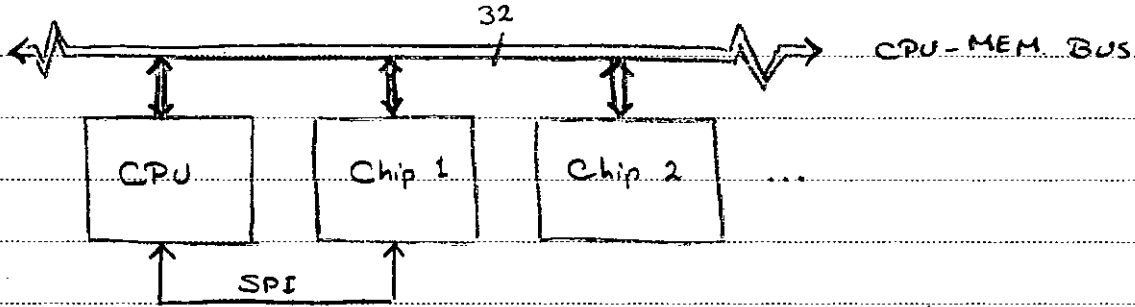 32
CPU-MEM. BUS
CPU
Chip 1
Chip 2
...
SPI